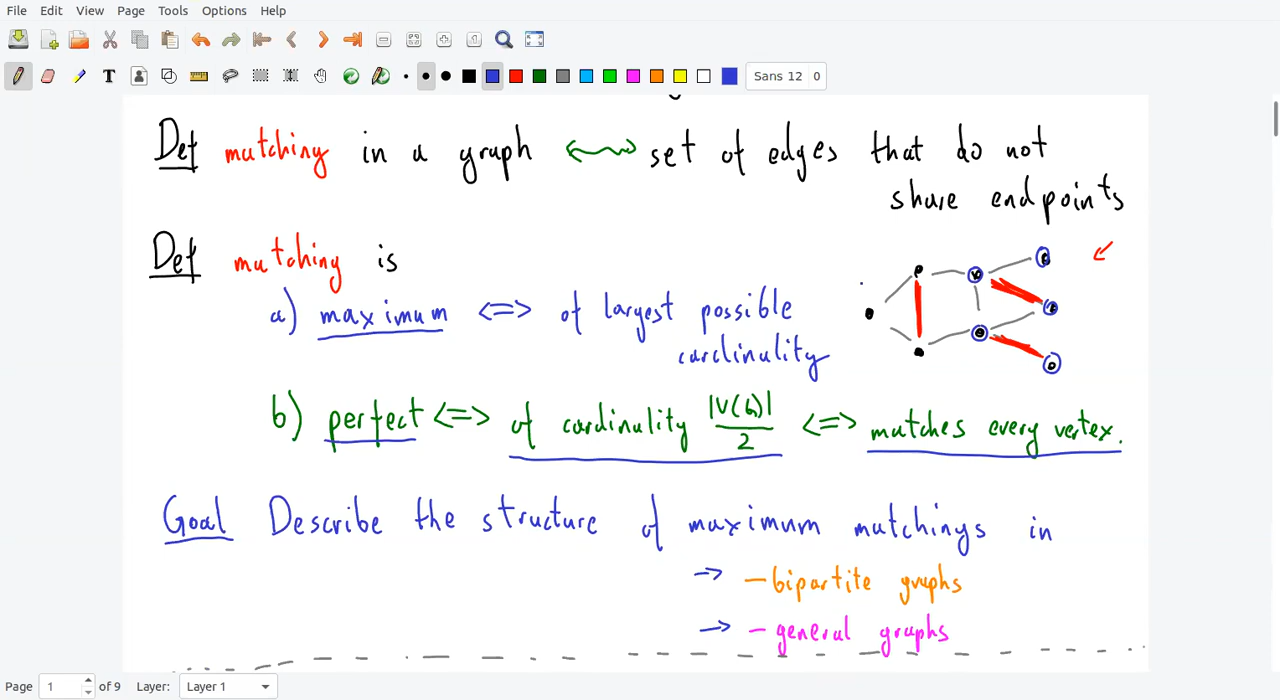 File Edit View Page Tools Options Help
T Sans 12 0
Def matching in a graph <~> set of edges that do not
share endpoints
Def matching is
a) maximum <=> of largest possible
cardinality
b) perfect <=> of cardinality |V(G)|/2 <=> matches every vertex.
Goal Describe the structure of maximum matchings in
→ - bipartite graphs
→ - general graphs
Page 1 of 9 Layer: Layer 1